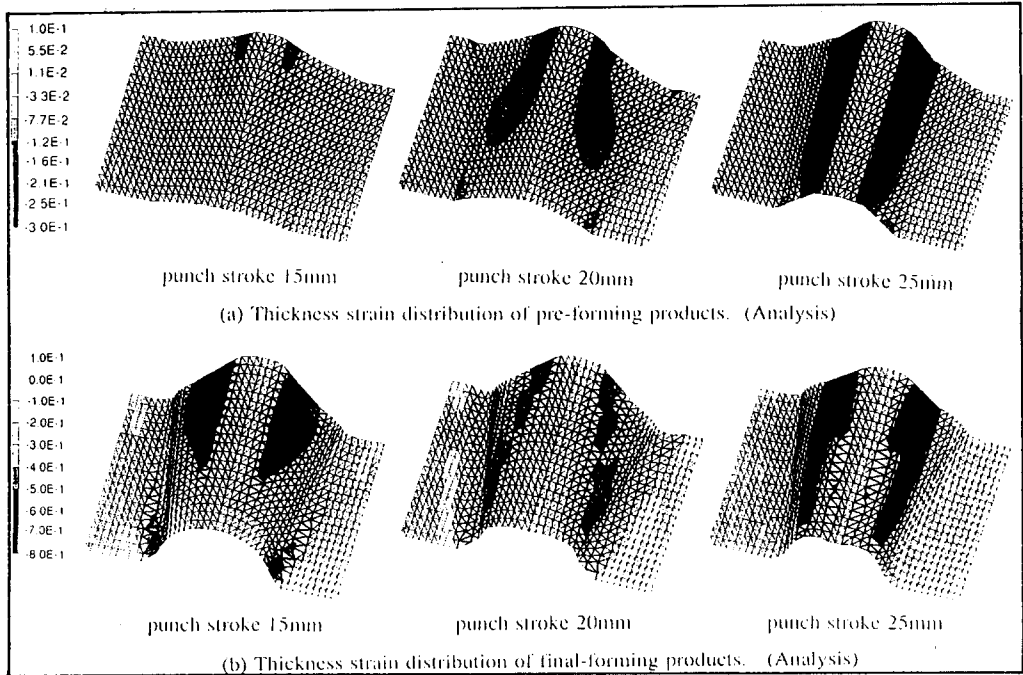 1.0E-1
5.5E-2
1.1E-2
-3.3E-2
-7.7E-2
-1.2E-1
-1.6E-1
-2.1E-1
-2.5E-1
-3.0E-1
punch stroke 15mm
punch stroke 20mm
punch stroke 25mm
(a) Thickness strain distribution of pre-forming products. (Analysis)
1.0E-1
0.0E-1
-1.0E-1
-2.0E-1
-3.0E-1
-4.0E-1
-5.0E-1
-6.0E-1
-7.0E-1
-8.0E-1
punch stroke 15mm
punch stroke 20mm
punch stroke 25mm
(b) Thickness strain distribution of final-forming products. (Analysis)